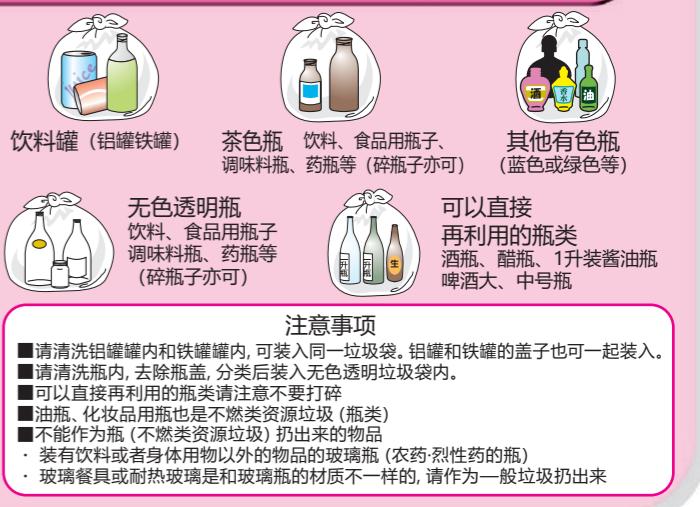 Juice
酒
香水
油
饮料罐（铝罐铁罐）
茶色瓶 饮料、食品用瓶子、
调味料瓶、药瓶等（碎瓶子亦可）
其他有色瓶
（蓝色或绿色等）
无色透明瓶
饮料、食品用瓶子
调味料瓶、药瓶等
（碎瓶子亦可）
升瓶
升瓶
生
可以直接
再利用的瓶类
酒瓶、醋瓶、1升装酱油瓶
啤酒大、中号瓶
注意事项
■请清洗铝罐罐内和铁罐罐内, 可装入同一垃圾袋。铝罐和铁罐的盖子也可一起装入。
■请清洗瓶内, 去除瓶盖, 分类后装入无色透明垃圾袋内。
■可以直接再利用的瓶类请注意不要打碎
■油瓶、化妆品用瓶也是不燃类资源垃圾 (瓶类)
■不能作为瓶 (不燃类资源垃圾) 扔出来的物品
· 装有饮料或者身体用物以外的物品的玻璃瓶 (农药·烈性药的瓶)
· 玻璃餐具或耐热玻璃是和玻璃瓶的材质不一样的, 请作为一般垃圾扔出来